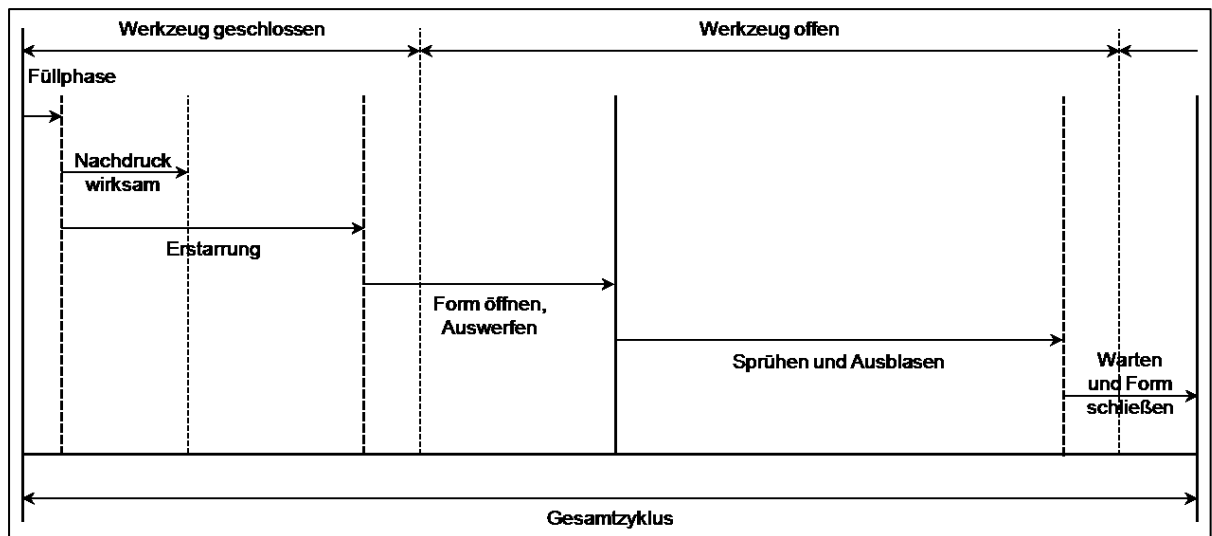 Werkzeug geschlossen
Werkzeug offen
Füllphase
Nachdruck
wirksam
Erstarrung
Form öffnen,
Auswerfen
Sprühen und Ausblasen
Warten
und Form
schließen
Gesamtzyklus